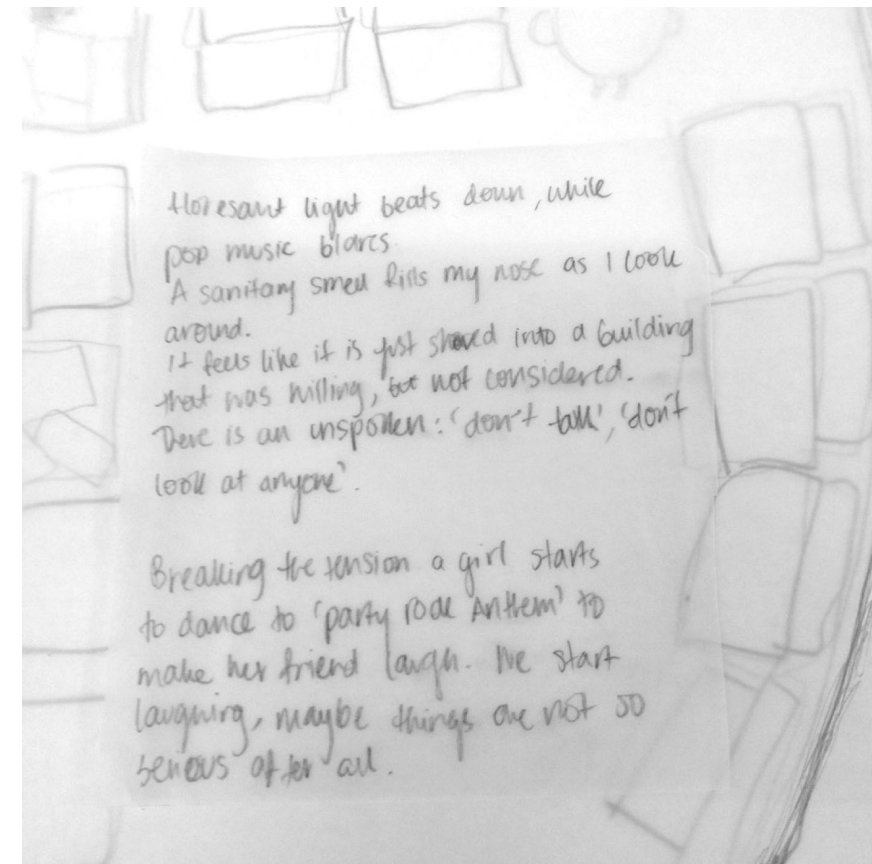 floresant light beats down, while
pop music blares.
A sanitary smell fills my nose as I look
around.
It feels like it is just shoved into a building
that was willing, but not considered.
There is an unspoken: 'don't talk', 'don't
look at anyone'.
Breaking the tension a girl starts
to dance to 'party rock Anthem' to
make her friend laugh. We start
laughing, maybe things are not so
serious after all.